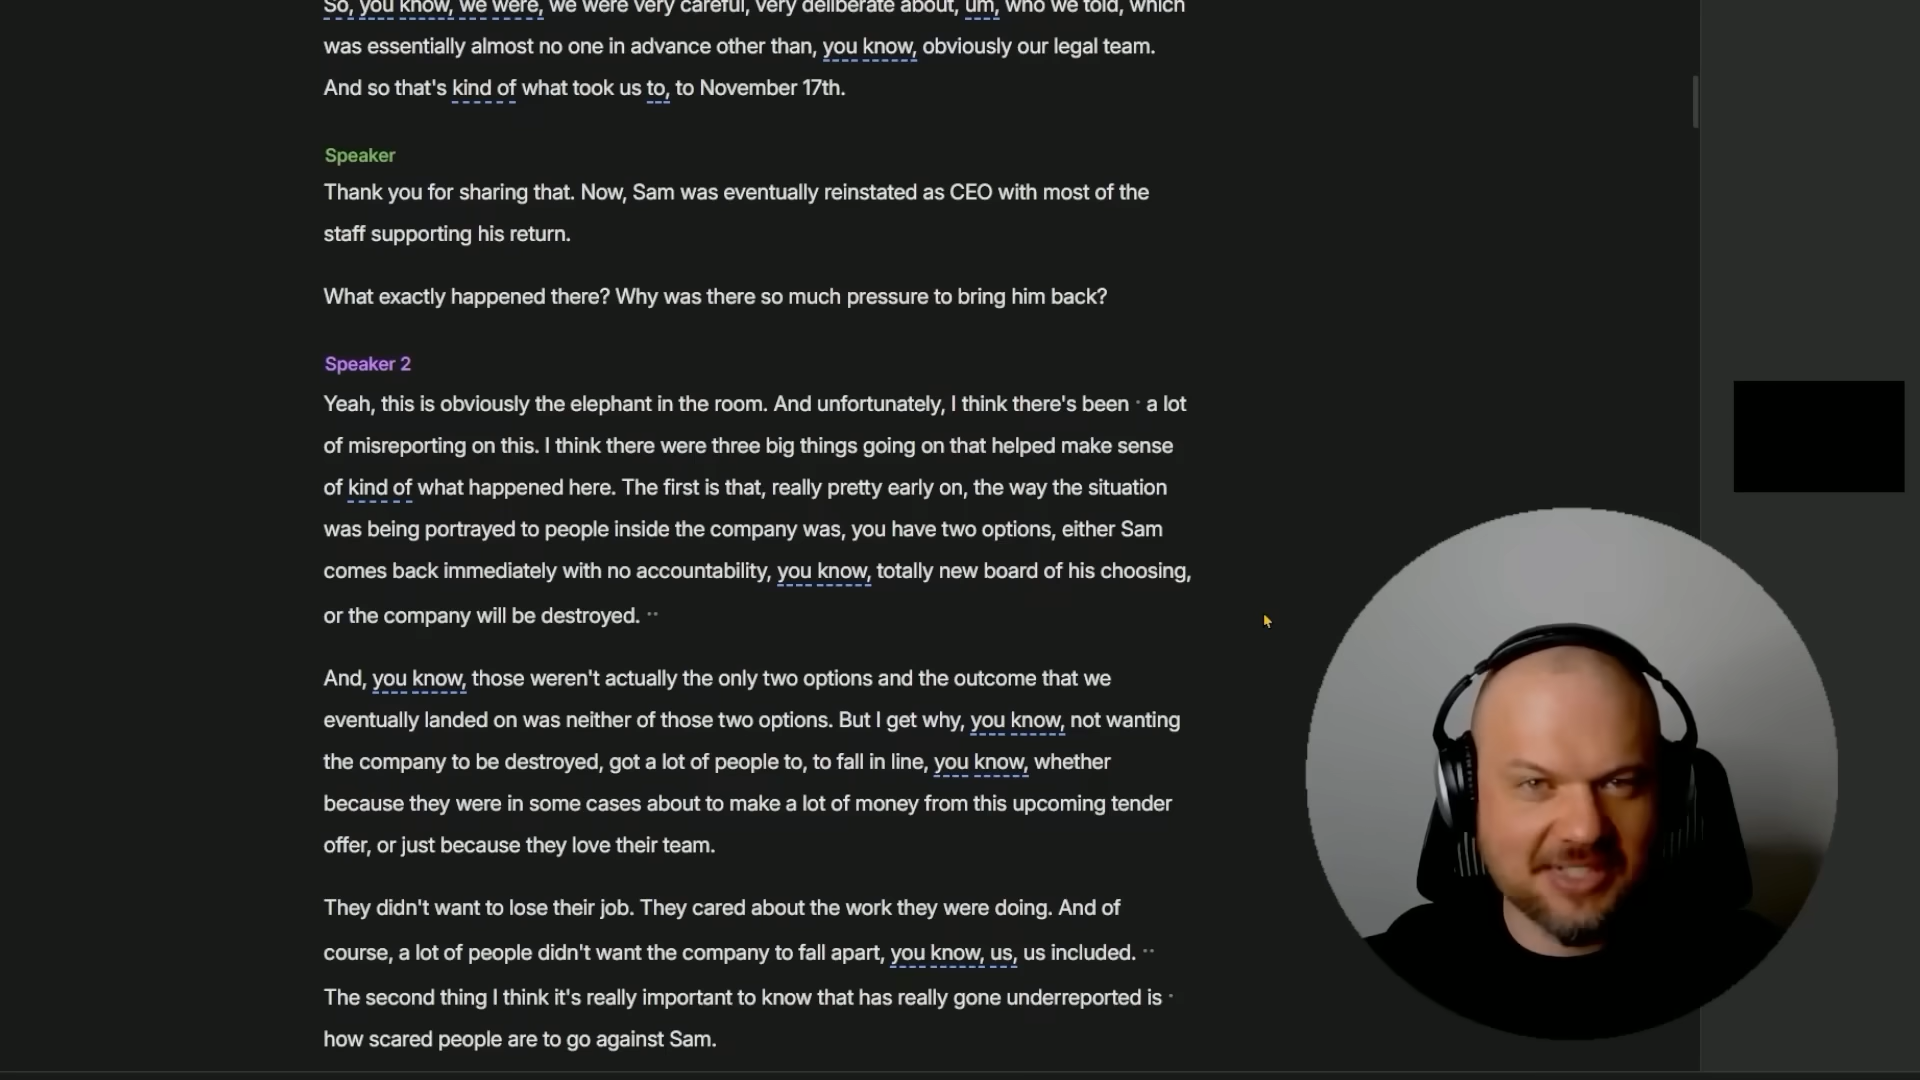 So, you know, we were, we were very careful, very deliberate about, um, who we told, which
was essentially almost no one in advance other than, you know, obviously our legal team.
And so that's kind of what took us to, to November 17th.
Speaker
Thank you for sharing that. Now, Sam was eventually reinstated as CEO with most of the
staff supporting his return.
What exactly happened there? Why was there so much pressure to bring him back?
Speaker 2
Yeah, this is obviously the elephant in the room. And unfortunately, I think there's been · a lot
of misreporting on this. I think there were three big things going on that helped make sense
of kind of what happened here. The first is that, really pretty early on, the way the situation
was being portrayed to people inside the company was, you have two options, either Sam
comes back immediately with no accountability, you know, totally new board of his choosing,
or the company will be destroyed. ··
And, you know, those weren't actually the only two options and the outcome that we
eventually landed on was neither of those two options. But I get why, you know, not wanting
the company to be destroyed, got a lot of people to, to fall in line, you know, whether
because they were in some cases about to make a lot of money from this upcoming tender
offer, or just because they love their team.
They didn't want to lose their job. They cared about the work they were doing. And of
course, a lot of people didn't want the company to fall apart, you know, us, us included. ··
The second thing I think it's really important to know that has really gone underreported is ·
how scared people are to go against Sam.